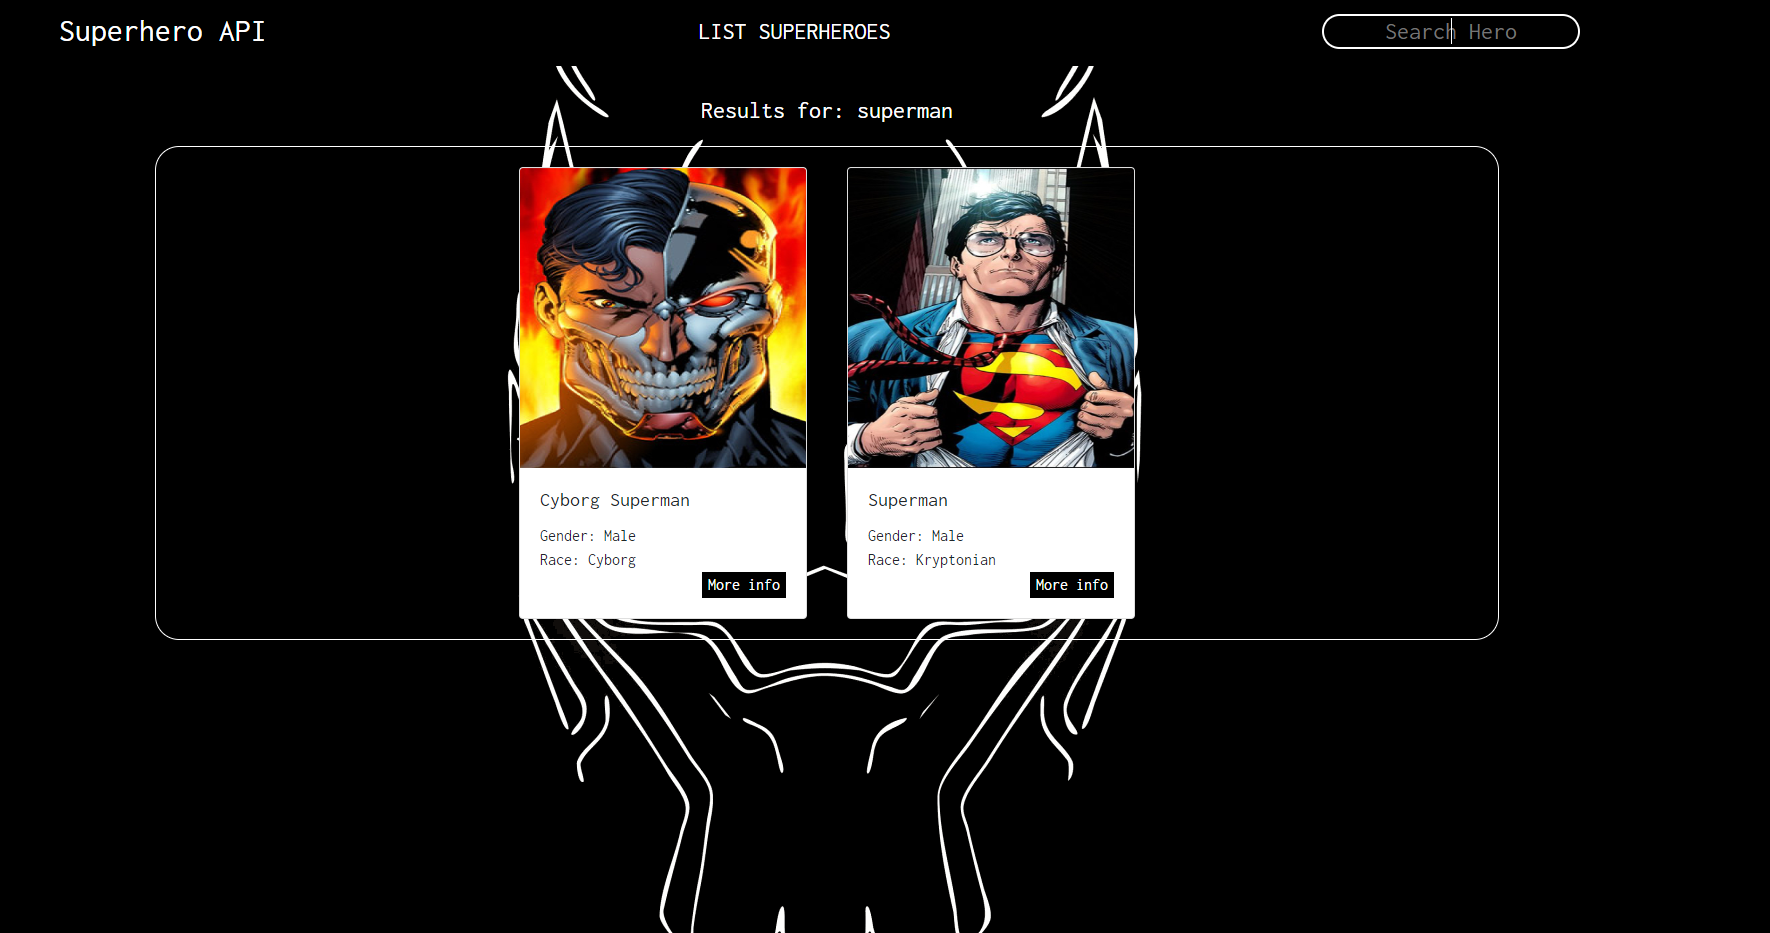 Superhero API
LIST SUPERHEROES
Search Hero
Results for: superman
Cyborg Superman
Gender: Male
Race: Cyborg
More info
Superman
Gender: Male
Race: Kryptonian
More info